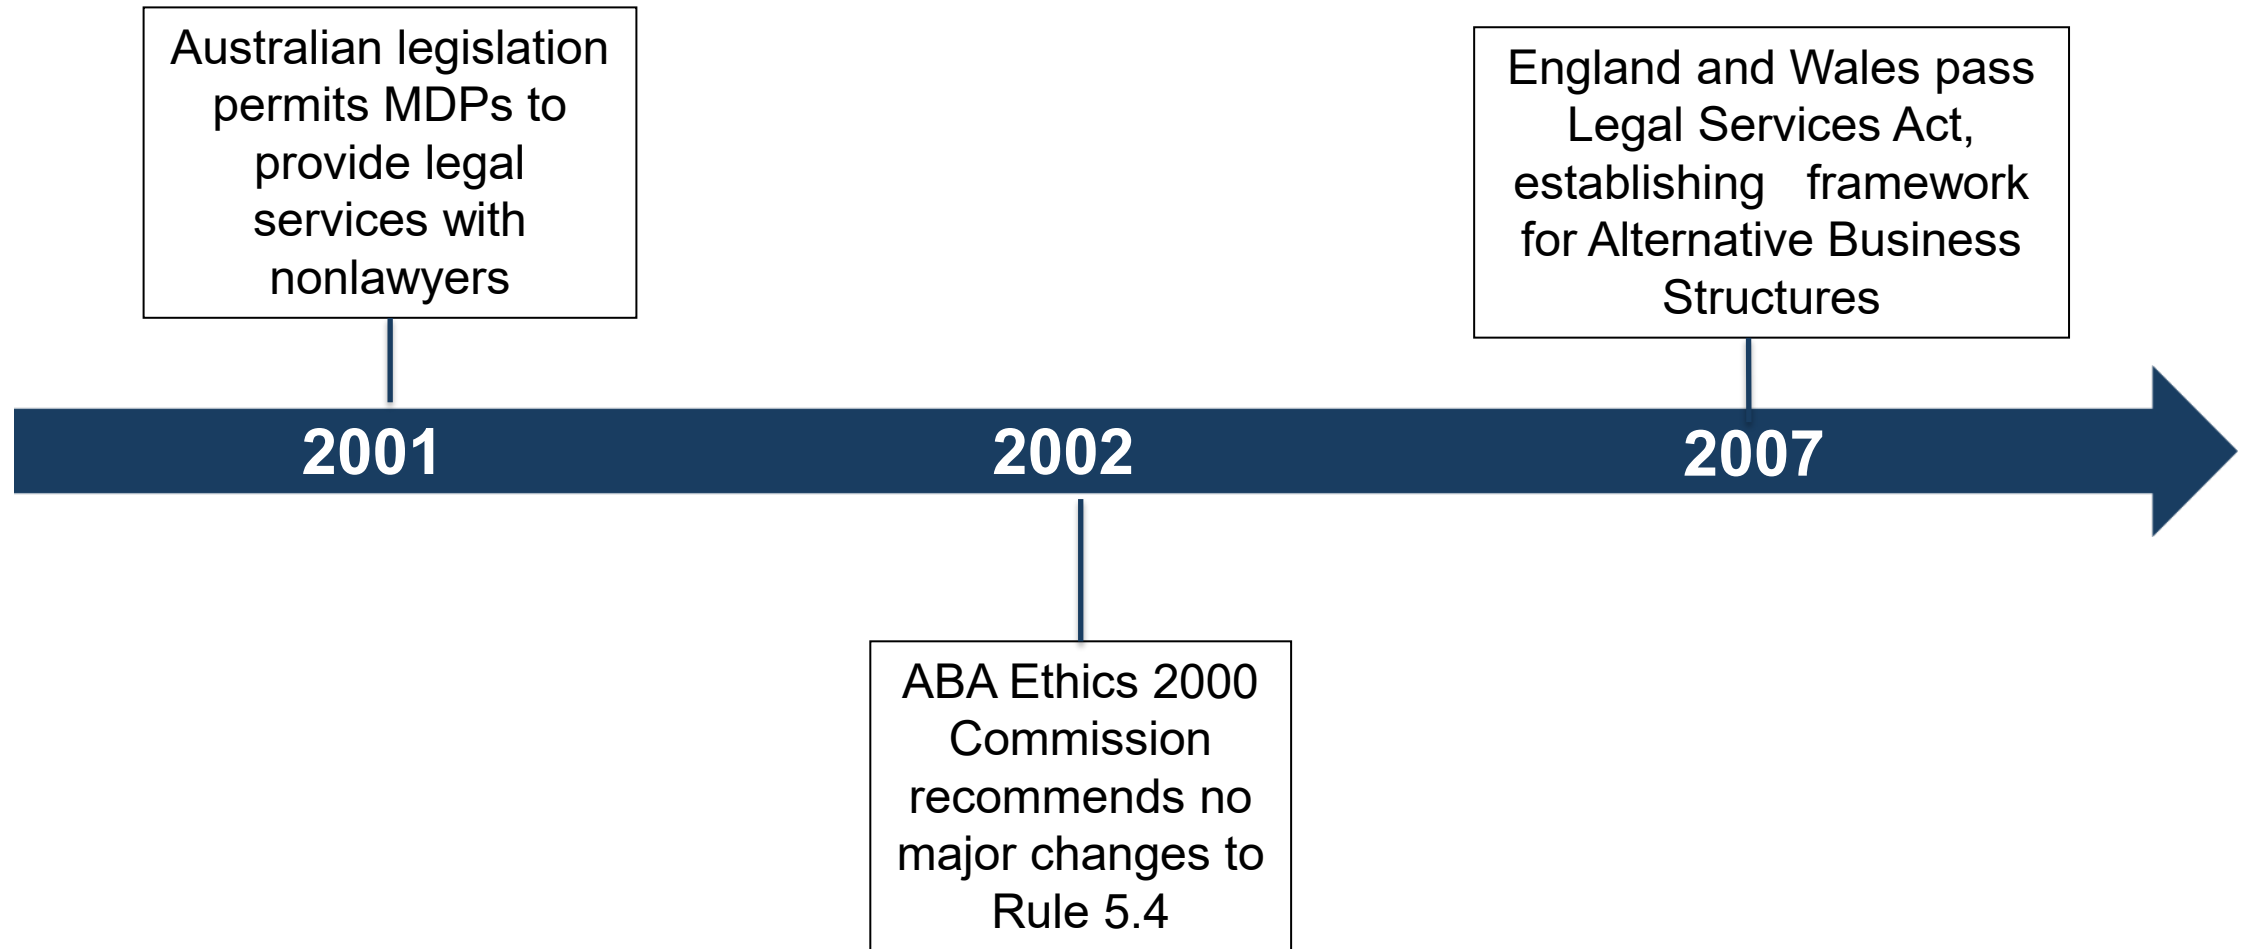 Australian legislation
permits MDPs to
provide legal
services with
nonlawyers
England and Wales pass
Legal Services Act,
establishing framework
for Alternative Business
Structures
2001
2002
2007
ABA Ethics 2000
Commission
recommends no
major changes to
Rule 5.4